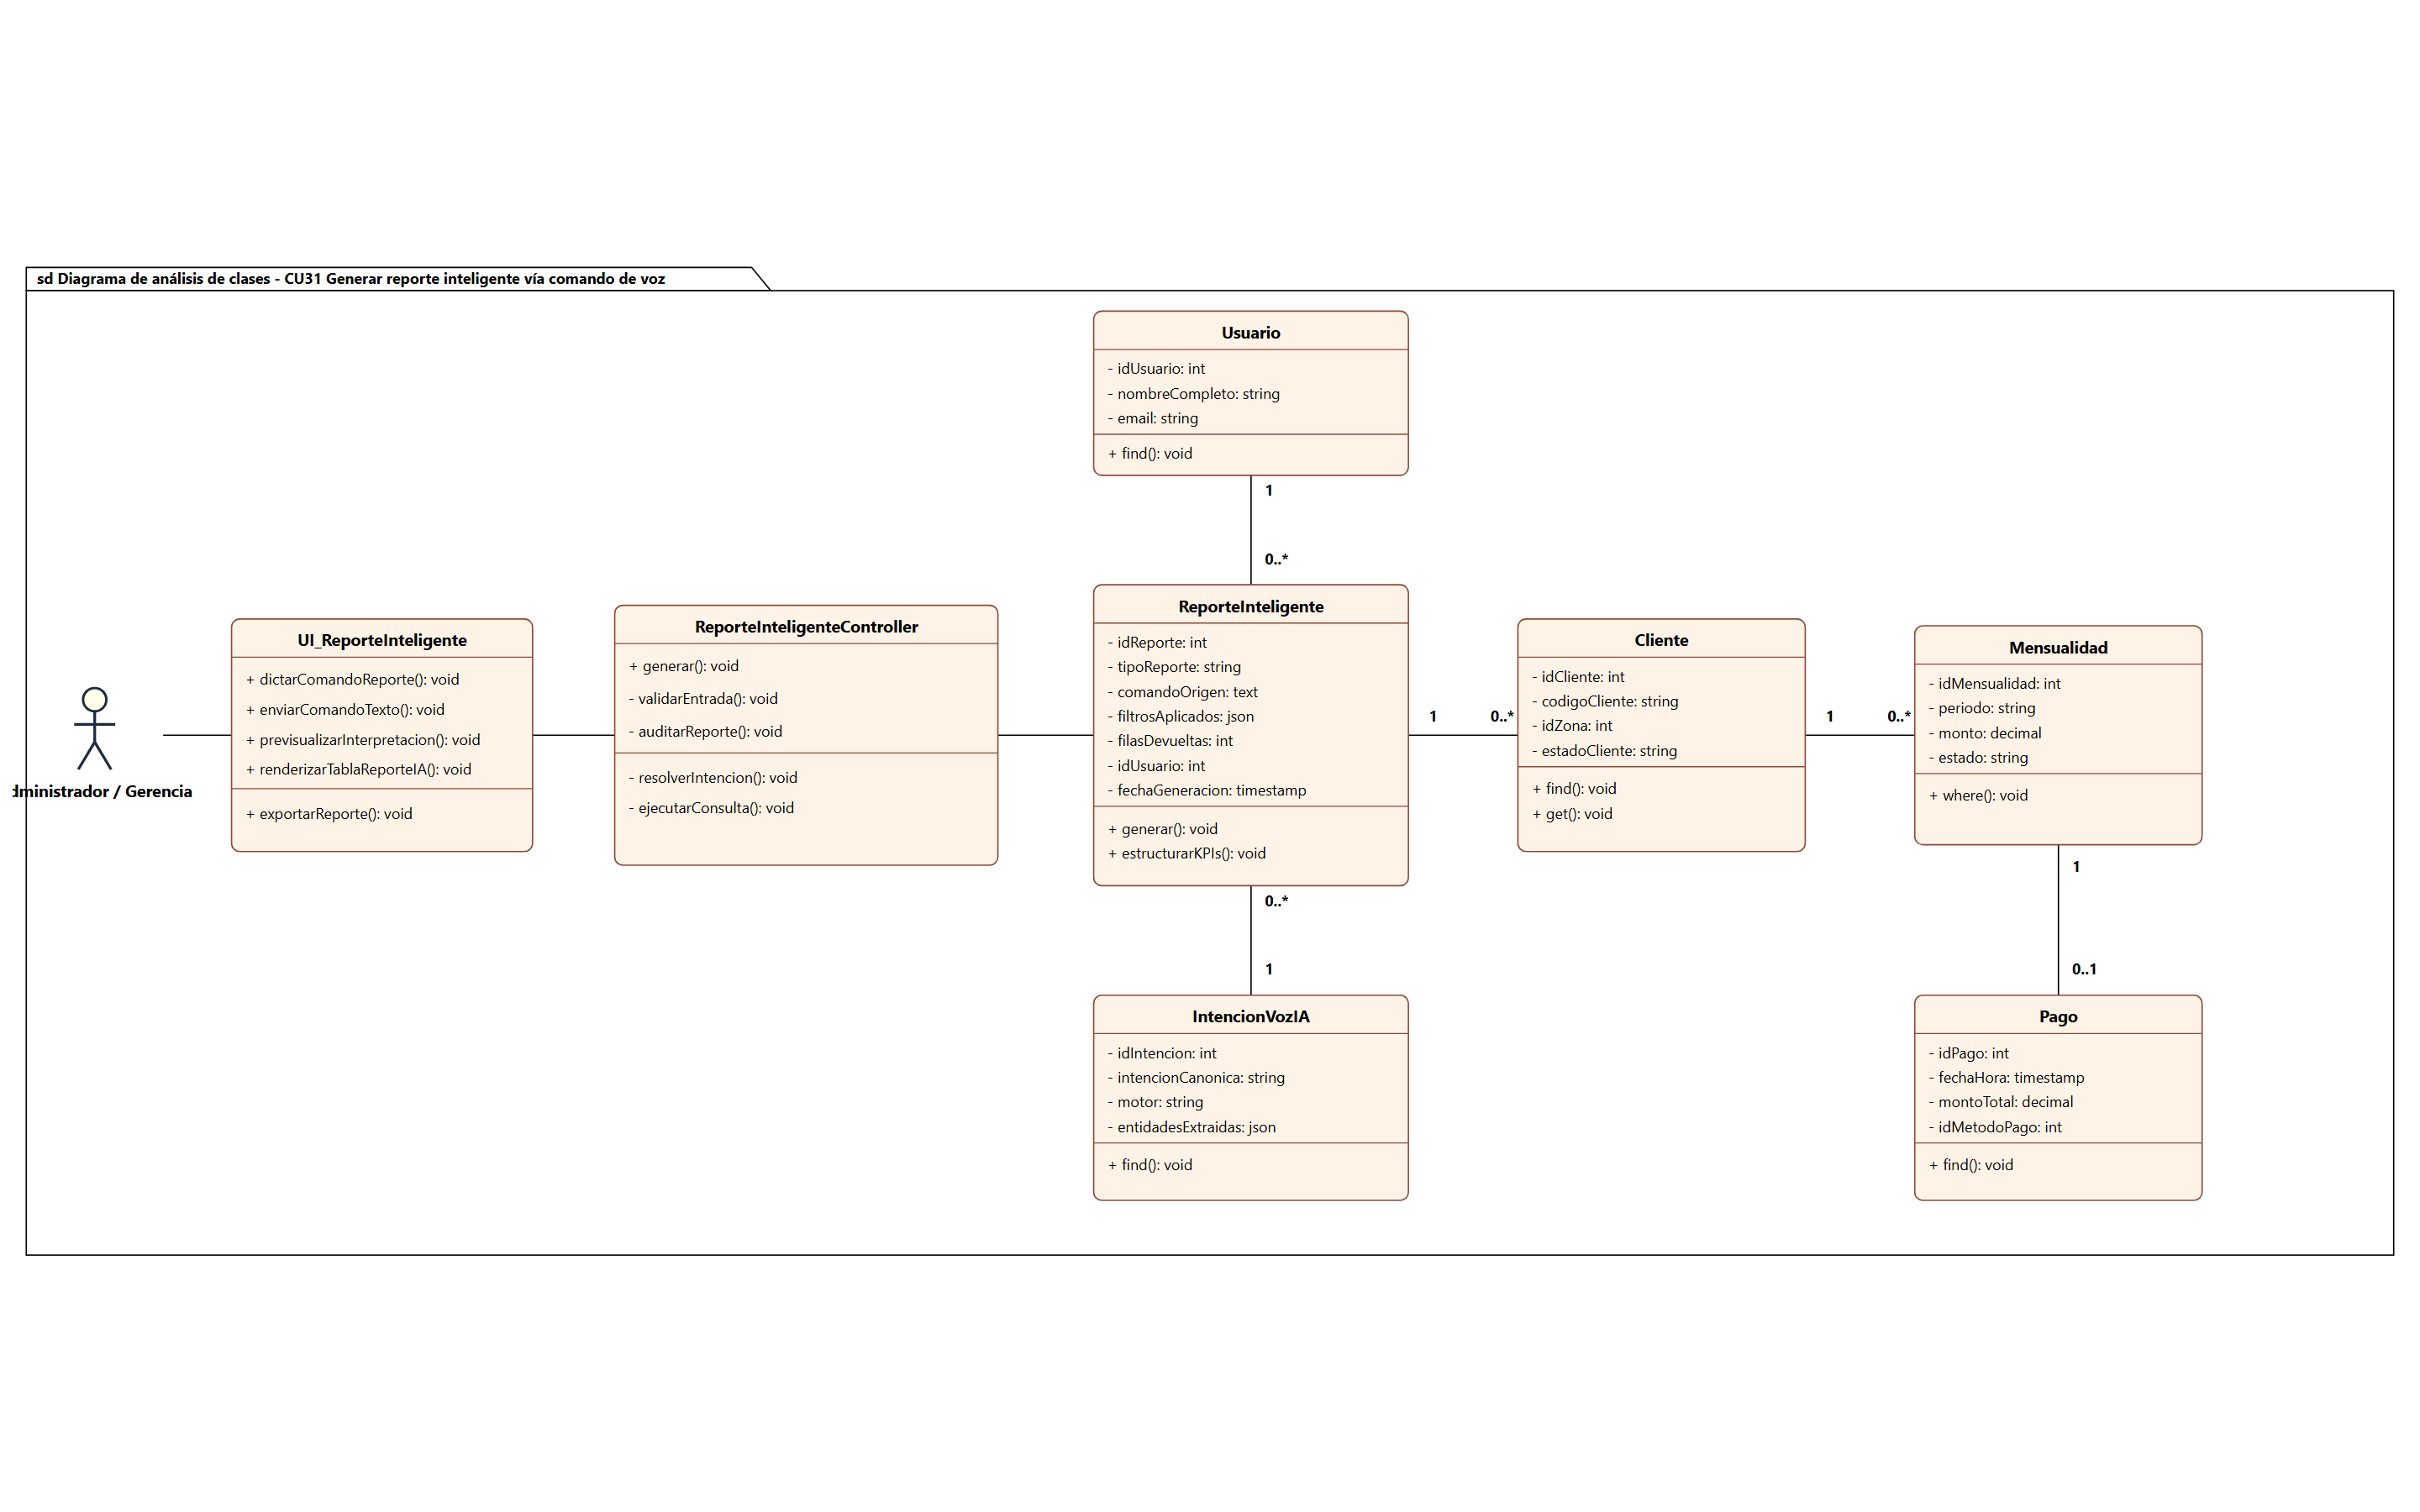 sd Diagrama de análisis de clases - CU31 Generar reporte inteligente vía comando de voz
Usuario
- idUsuario: int
- nombreCompleto: string
- email: string
+ find(): void
1
0..*
dministrador / Gerencia
UI_ReporteInteligente
+ dictarComandoReporte(): void
+ enviarComandoTexto(): void
+ previsualizarInterpretacion(): void
+ renderizarTablaReporteIA(): void
+ exportarReporte(): void
ReporteInteligenteController
+ generar(): void
- validarEntrada(): void
- auditarReporte(): void
- resolverIntencion(): void
- ejecutarConsulta(): void
ReporteInteligente
- idReporte: int
- tipoReporte: string
- comandoOrigen: text
- filtrosAplicados: json
- filasDevueltas: int
- idUsuario: int
- fechaGeneracion: timestamp
+ generar(): void
+ estructurarKPIs(): void
1
0..*
Cliente
- idCliente: int
- codigoCliente: string
- idZona: int
- estadoCliente: string
+ find(): void
+ get(): void
1
0..*
Mensualidad
- idMensualidad: int
- periodo: string
- monto: decimal
- estado: string
+ where(): void
0..*
1
1
0..1
IntencionVozIA
- idIntencion: int
- intencionCanonica: string
- motor: string
- entidadesExtraidas: json
+ find(): void
Pago
- idPago: int
- fechaHora: timestamp
- montoTotal: decimal
- idMetodoPago: int
+ find(): void